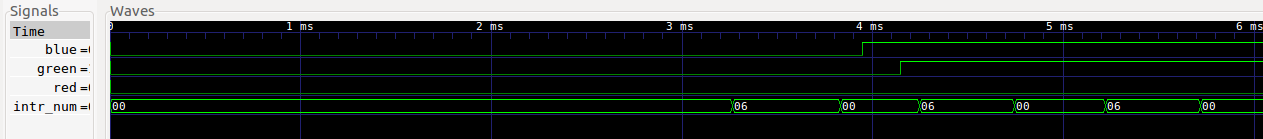 Signals
Waves
Time
0 1 ms 2 ms 3 ms 4 ms 5 ms 6 ms
blue =
green =
red =
intr_num = 00 06 00 06 00 06 00